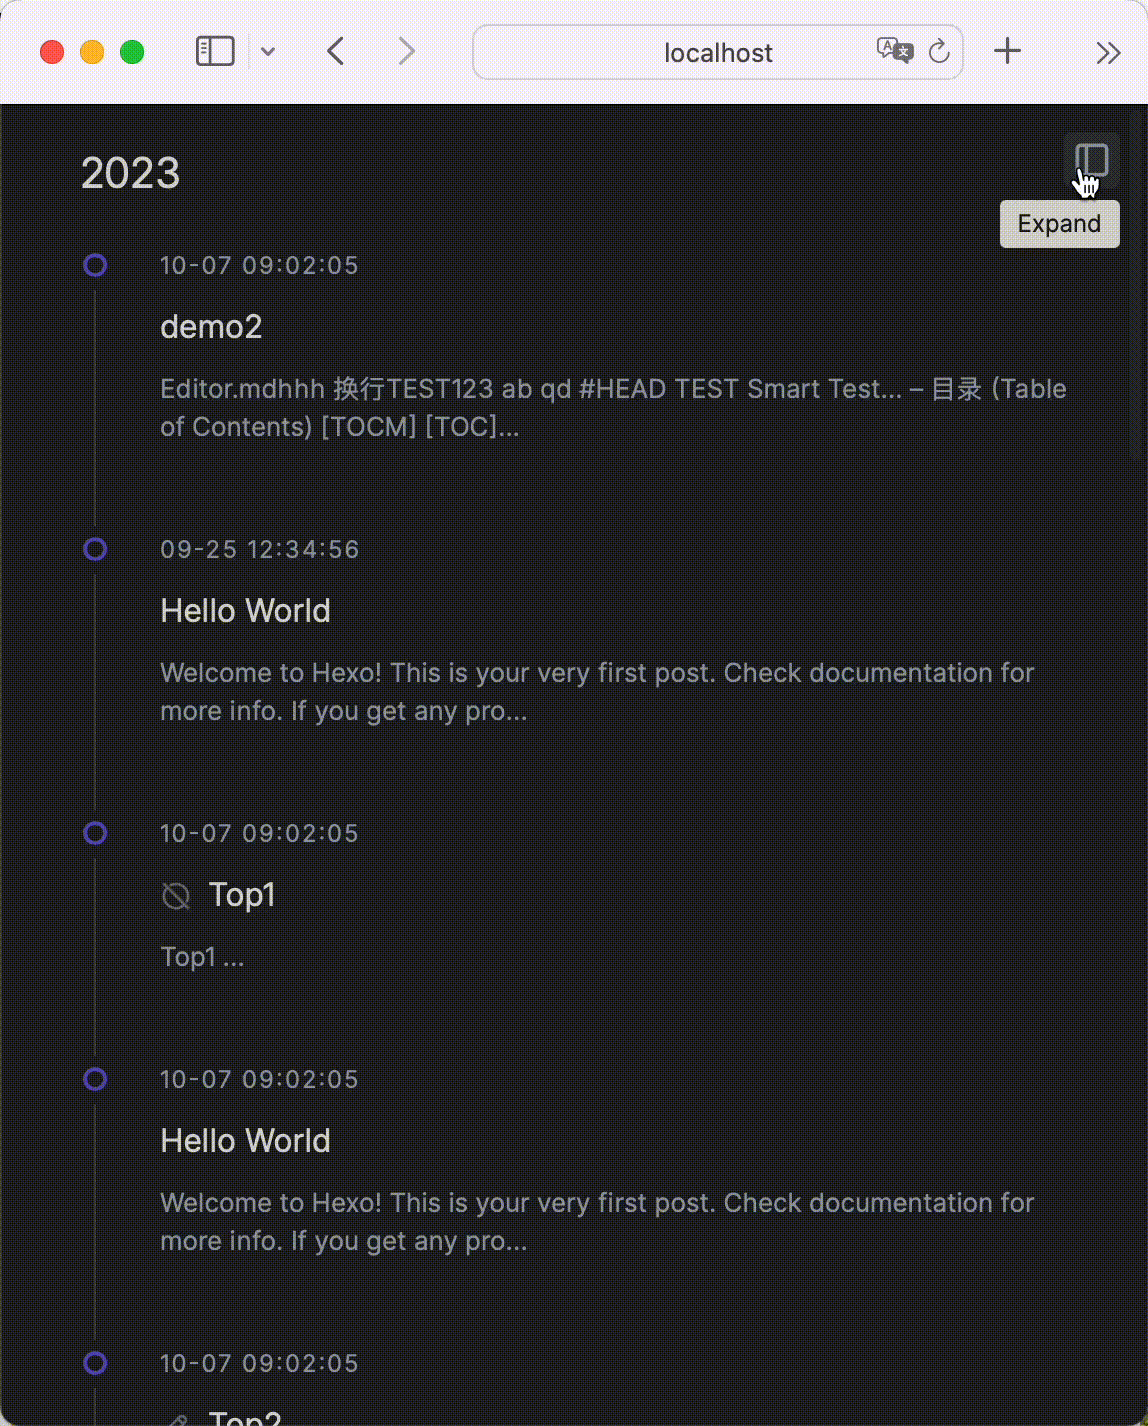 localhost
2023
Expand
10-07 09:02:05
demo2
Editor.mdhhh 换行TEST123 ab qd #HEAD TEST Smart Test... – 目录 (Table
of Contents) [TOCM] [TOC]...
09-25 12:34:56
Hello World
Welcome to Hexo! This is your very first post. Check documentation for
more info. If you get any pro...
10-07 09:02:05
Top1
Top1 ...
10-07 09:02:05
Hello World
Welcome to Hexo! This is your very first post. Check documentation for
more info. If you get any pro...
10-07 09:02:05
Top2